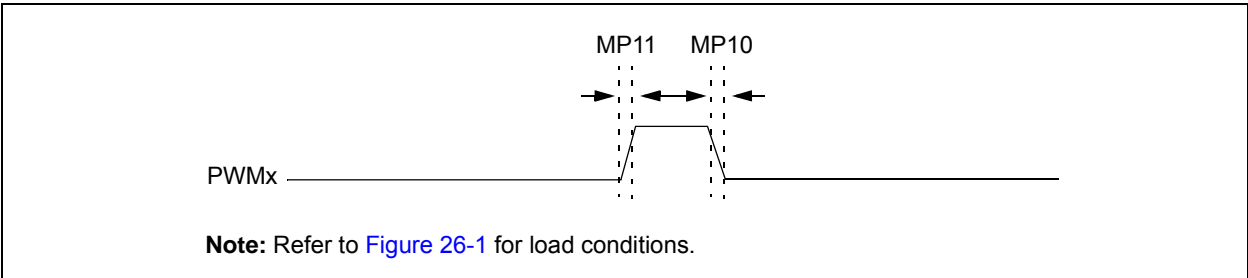 MP11 MP10
PWMx
Note: Refer to Figure 26-1 for load conditions.